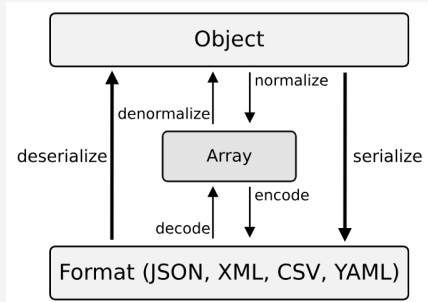 Object
normalize
denormalize
deserialize
Array
serialize
encode
decode
Format (JSON, XML, CSV, YAML)